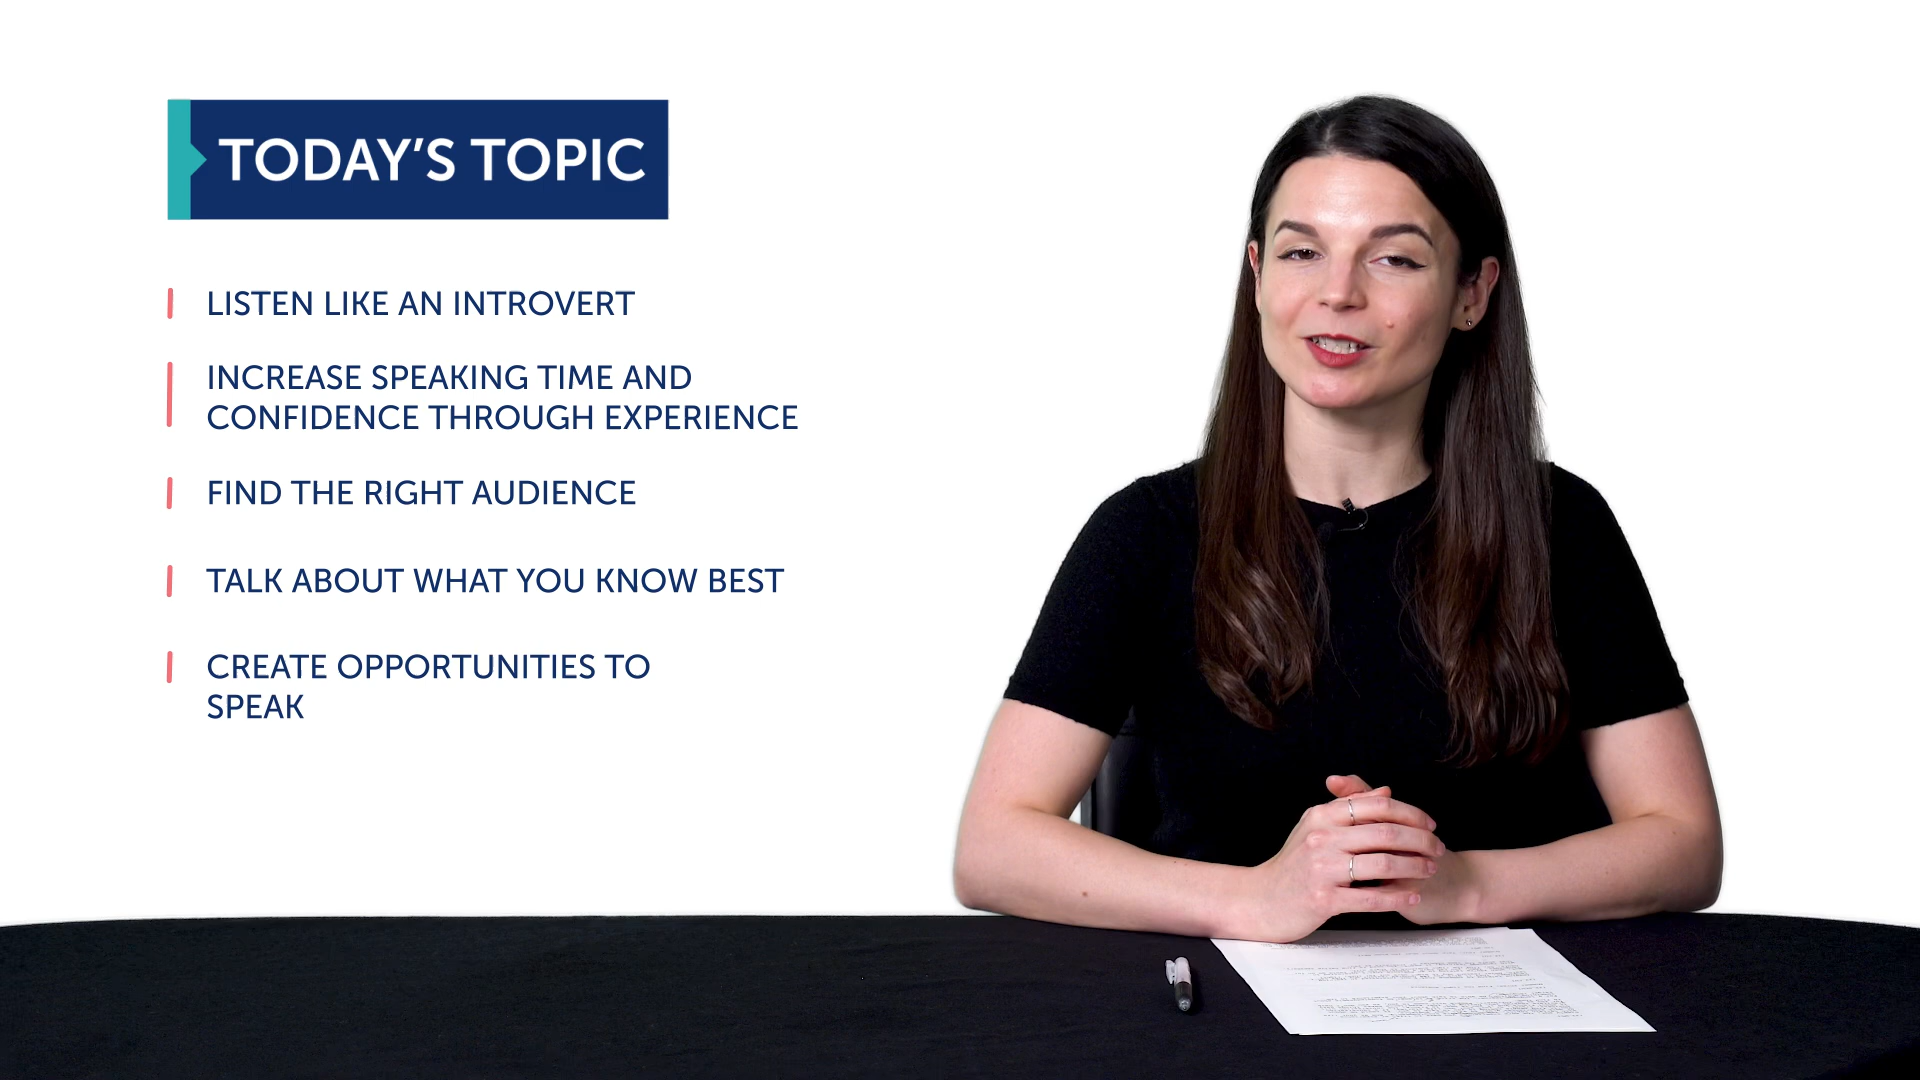 TODAY'S TOPIC
LISTEN LIKE AN INTROVERT
INCREASE SPEAKING TIME AND
CONFIDENCE THROUGH EXPERIENCE
FIND THE RIGHT AUDIENCE
TALK ABOUT WHAT YOU KNOW BEST
CREATE OPPORTUNITIES TO
SPEAK